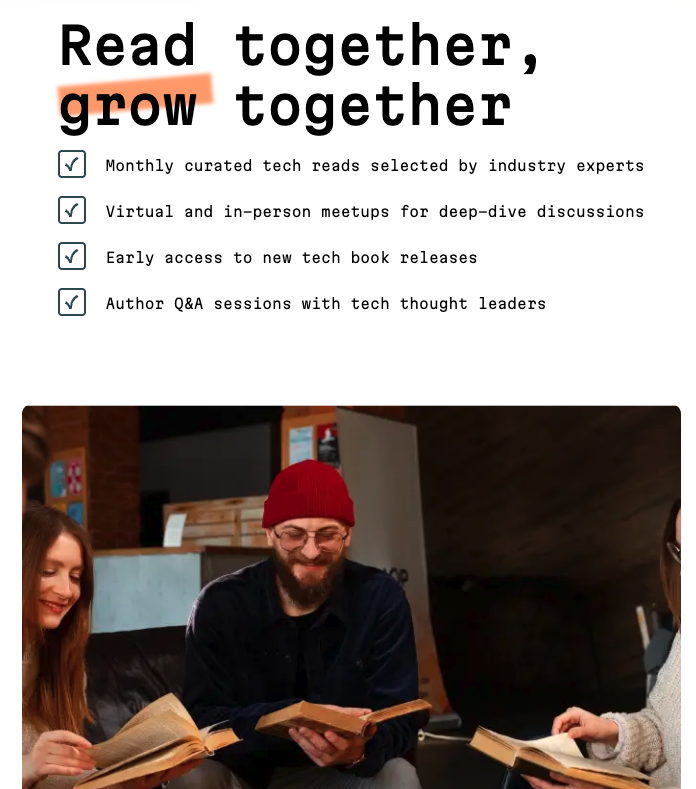 Read together,
grow together
Monthly curated tech reads selected by industry experts
Virtual and in-person meetups for deep-dive discussions
Early access to new tech book releases
Author Q&A sessions with tech thought leaders